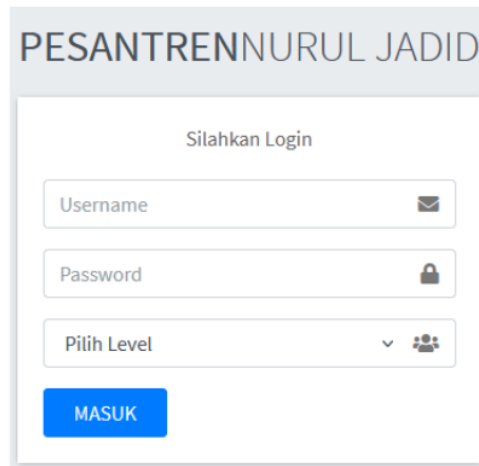 PESANTRENNURUL JADID
Silahkan Login
Username
Password
Pilih Level
MASUK